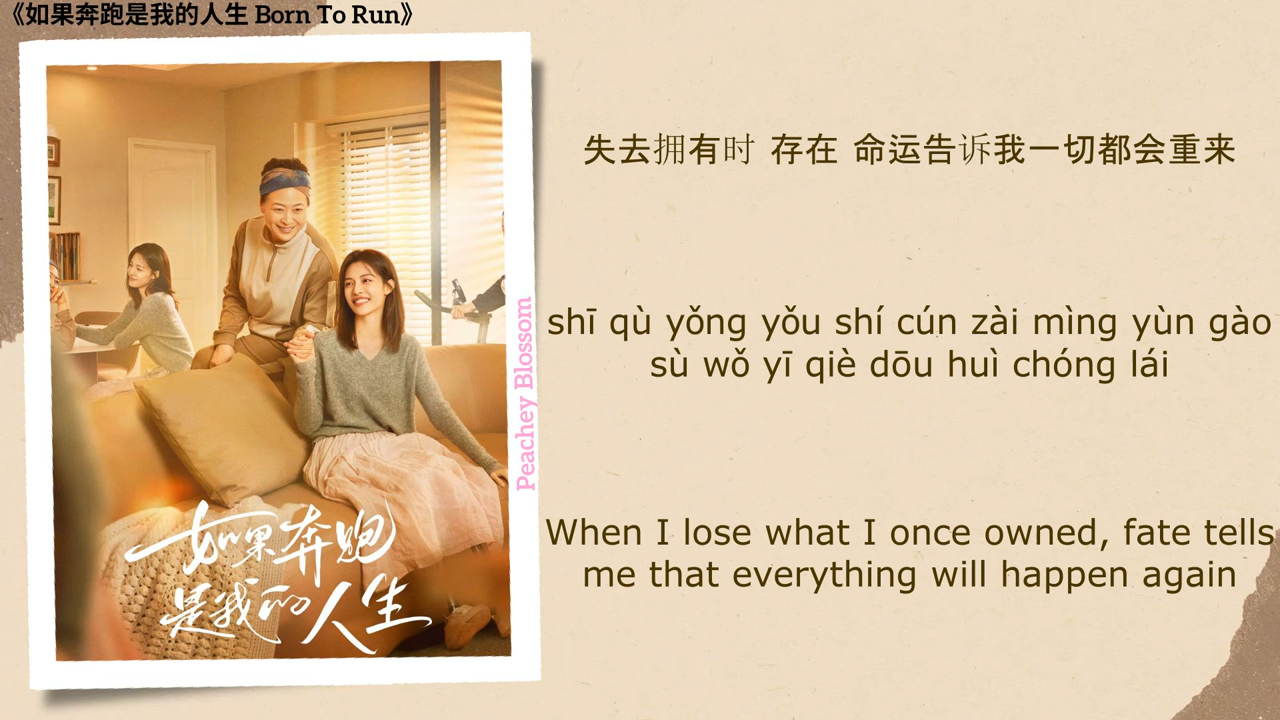 《如果奔跑是我的人生 Born To Run》
失去拥有时 存在 命运告诉我一切都会重来
shī qù yǒng yǒu shí cún zài mìng yùn gào
sù wǒ yī qiè dōu huì chóng lái
When I lose what I once owned, fate tells
me that everything will happen again
Peachey Blossom
如果奔跑
是我的人生